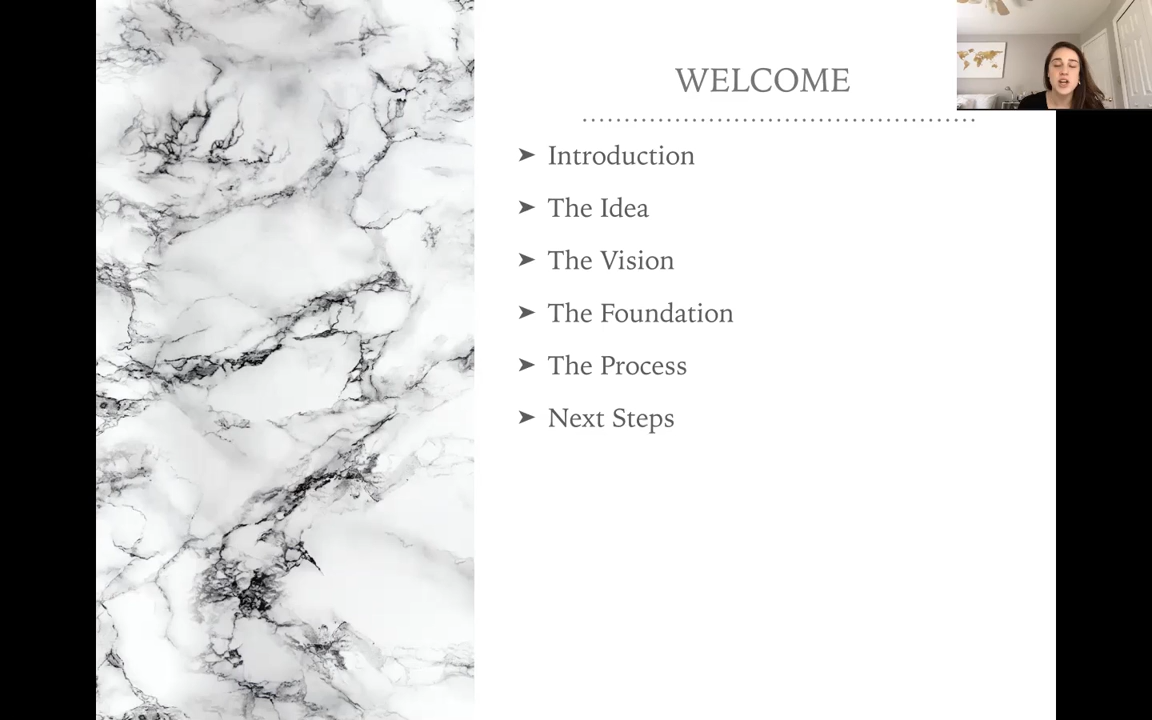 WELCOME
➤ Introduction
➤ The Idea
➤ The Vision
➤ The Foundation
➤ The Process
➤ Next Steps